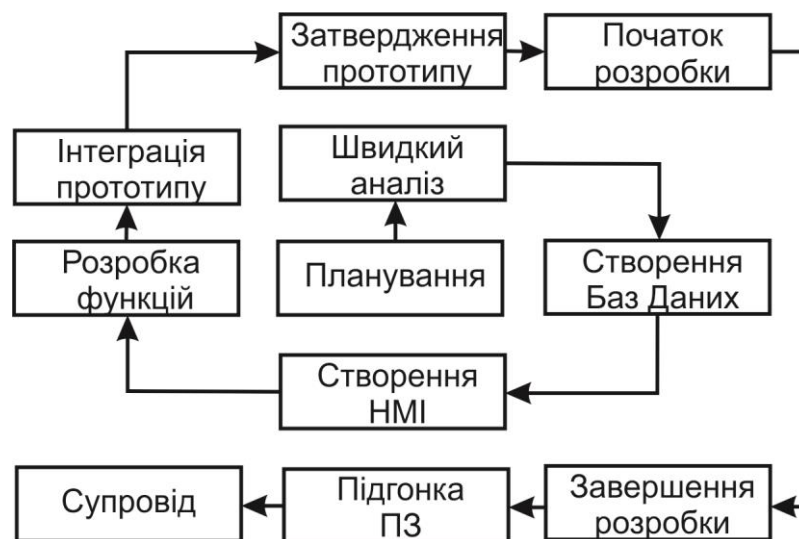 Затвердження
прототипу
Початок
розробки
Інтеграція
прототипу
Швидкий
аналіз
Розробка
функцій
Планування
Створення
Баз Даних
Створення
НМІ
Супровід
Підгонка
ПЗ
Завершення
розробки